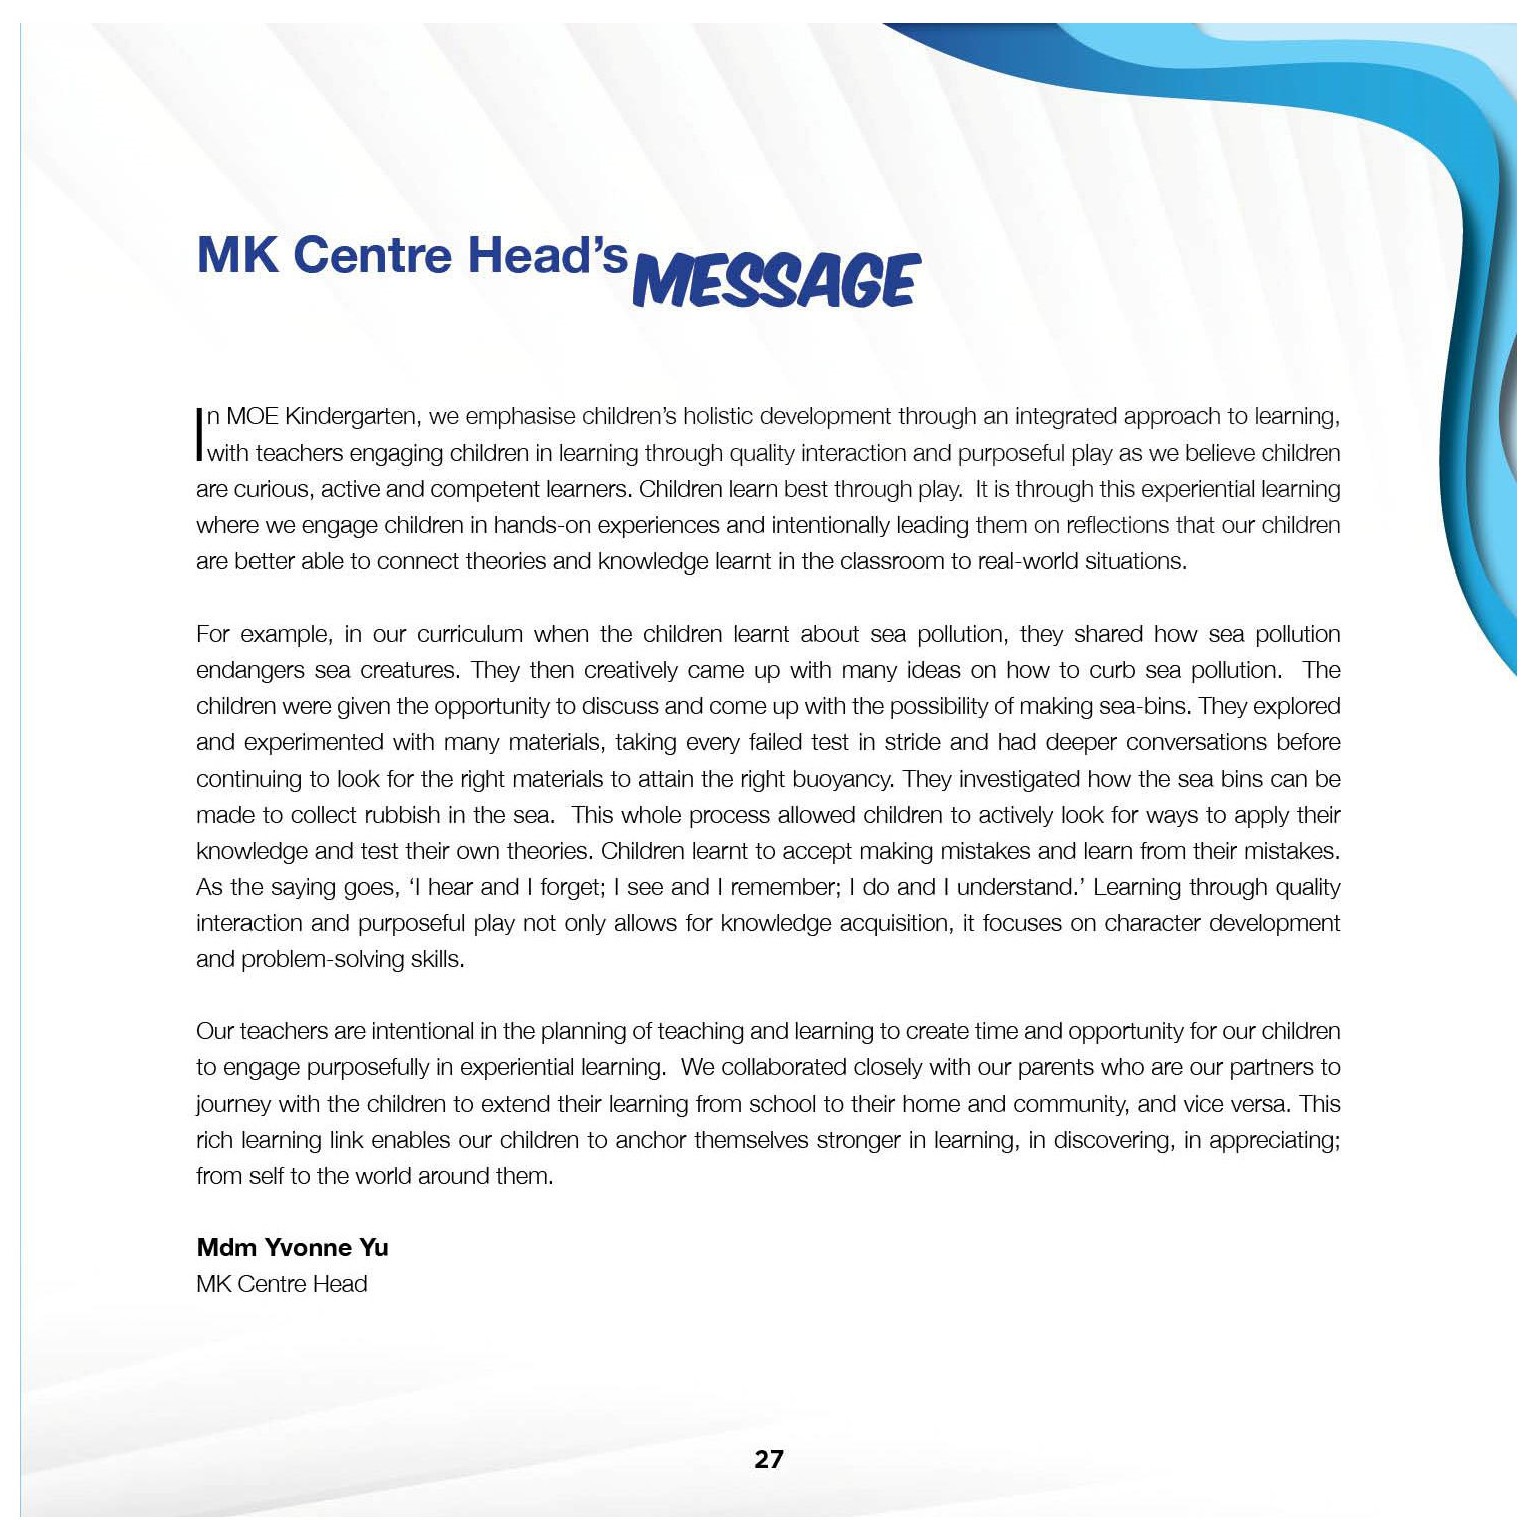 MK Centre Head’s MESSAGE
In MOE Kindergarten, we emphasise children’s holistic development through an integrated approach to learning,
with teachers engaging children in learning through quality interaction and purposeful play as we believe children
are curious, active and competent learners. Children learn best through play.  It is through this experiential learning
where we engage children in hands-on experiences and intentionally leading them on reflections that our children
are better able to connect theories and knowledge learnt in the classroom to real-world situations.
For example, in our curriculum when the children learnt about sea pollution, they shared how sea pollution
endangers sea creatures. They then creatively came up with many ideas on how to curb sea pollution.  The
children were given the opportunity to discuss and come up with the possibility of making sea-bins. They explored
and experimented with many materials, taking every failed test in stride and had deeper conversations before
continuing to look for the right materials to attain the right buoyancy. They investigated how the sea bins can be
made to collect rubbish in the sea.  This whole process allowed children to actively look for ways to apply their
knowledge and test their own theories. Children learnt to accept making mistakes and learn from their mistakes.
As the saying goes, ‘I hear and I forget; I see and I remember; I do and I understand.’ Learning through quality
interaction and purposeful play not only allows for knowledge acquisition, it focuses on character development
and problem-solving skills.
Our teachers are intentional in the planning of teaching and learning to create time and opportunity for our children
to engage purposefully in experiential learning.  We collaborated closely with our parents who are our partners to
journey with the children to extend their learning from school to their home and community, and vice versa. This
rich learning link enables our children to anchor themselves stronger in learning, in discovering, in appreciating;
from self to the world around them.
Mdm Yvonne Yu
MK Centre Head
27